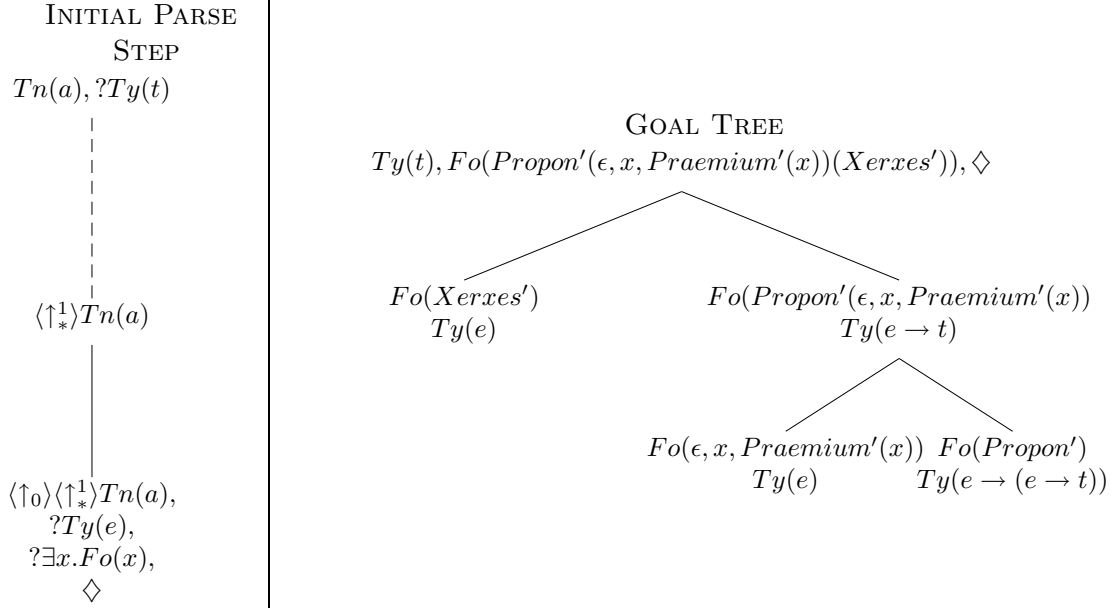 INITIAL PARSE
STEP
Tn(a), ?Ty(t)
⟨↑¹∗⟩Tn(a)
⟨↑₀⟩⟨↑¹∗⟩Tn(a),
?Ty(e),
?∃x.Fo(x),
♢
GOAL TREE
Ty(t), Fo(Propon′(ϵ, x, Praemium′(x))(Xerxes′)), ♢
Fo(Xerxes′)
Ty(e)
Fo(Propon′(ϵ, x, Praemium′(x))
Ty(e → t)
Fo(ϵ, x, Praemium′(x))
Ty(e)
Fo(Propon′)
Ty(e → (e → t))